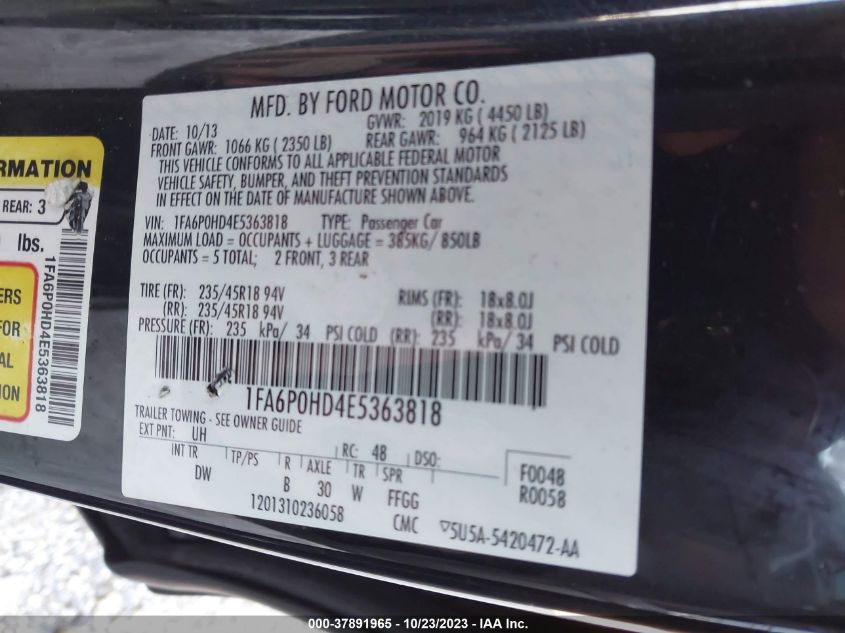 MFD. BY FORD MOTOR CO.
DATE: 10/13 GVWR: 2019 KG ( 4450 LB)
FRONT GAWR: 1066 KG ( 2350 LB) REAR GAWR: 964 KG ( 2125 LB)
THIS VEHICLE CONFORMS TO ALL APPLICABLE FEDERAL MOTOR
VEHICLE SAFETY, BUMPER, AND THEFT PREVENTION STANDARDS
IN EFFECT ON THE DATE OF MANUFACTURE SHOWN ABOVE.
VIN: 1FA6P0HD4E5363818 TYPE: Passenger Car
MAXIMUM LOAD = OCCUPANTS + LUGGAGE = 385KG/ 850LB
OCCUPANTS = 5 TOTAL; 2 FRONT, 3 REAR
TIRE (FR): 235/45R18 94V RIMS (FR): 18x8.0J
(RR): 235/45R18 94V (RR): 18x8.0J
PRESSURE (FR): 235 kPa/ 34 PSI COLD (RR): 235 kPa/ 34 PSI COLD
1FA6P0HD4E5363818
TRAILER TOWING - SEE OWNER GUIDE
EXT PNT: UH RC: 48 DSO:
INT TR TP/PS R AXLE TR SPR F0048
DW B 30 W FFGG R0058
1201310236058 CMC ▽5U5A-5420472-AA
RMATION
REAR: 3
lbs.
1FA6P0HD4E5363818
ERS
FOR
AL
ION
000-37891965 - 10/23/2023 - IAA Inc.